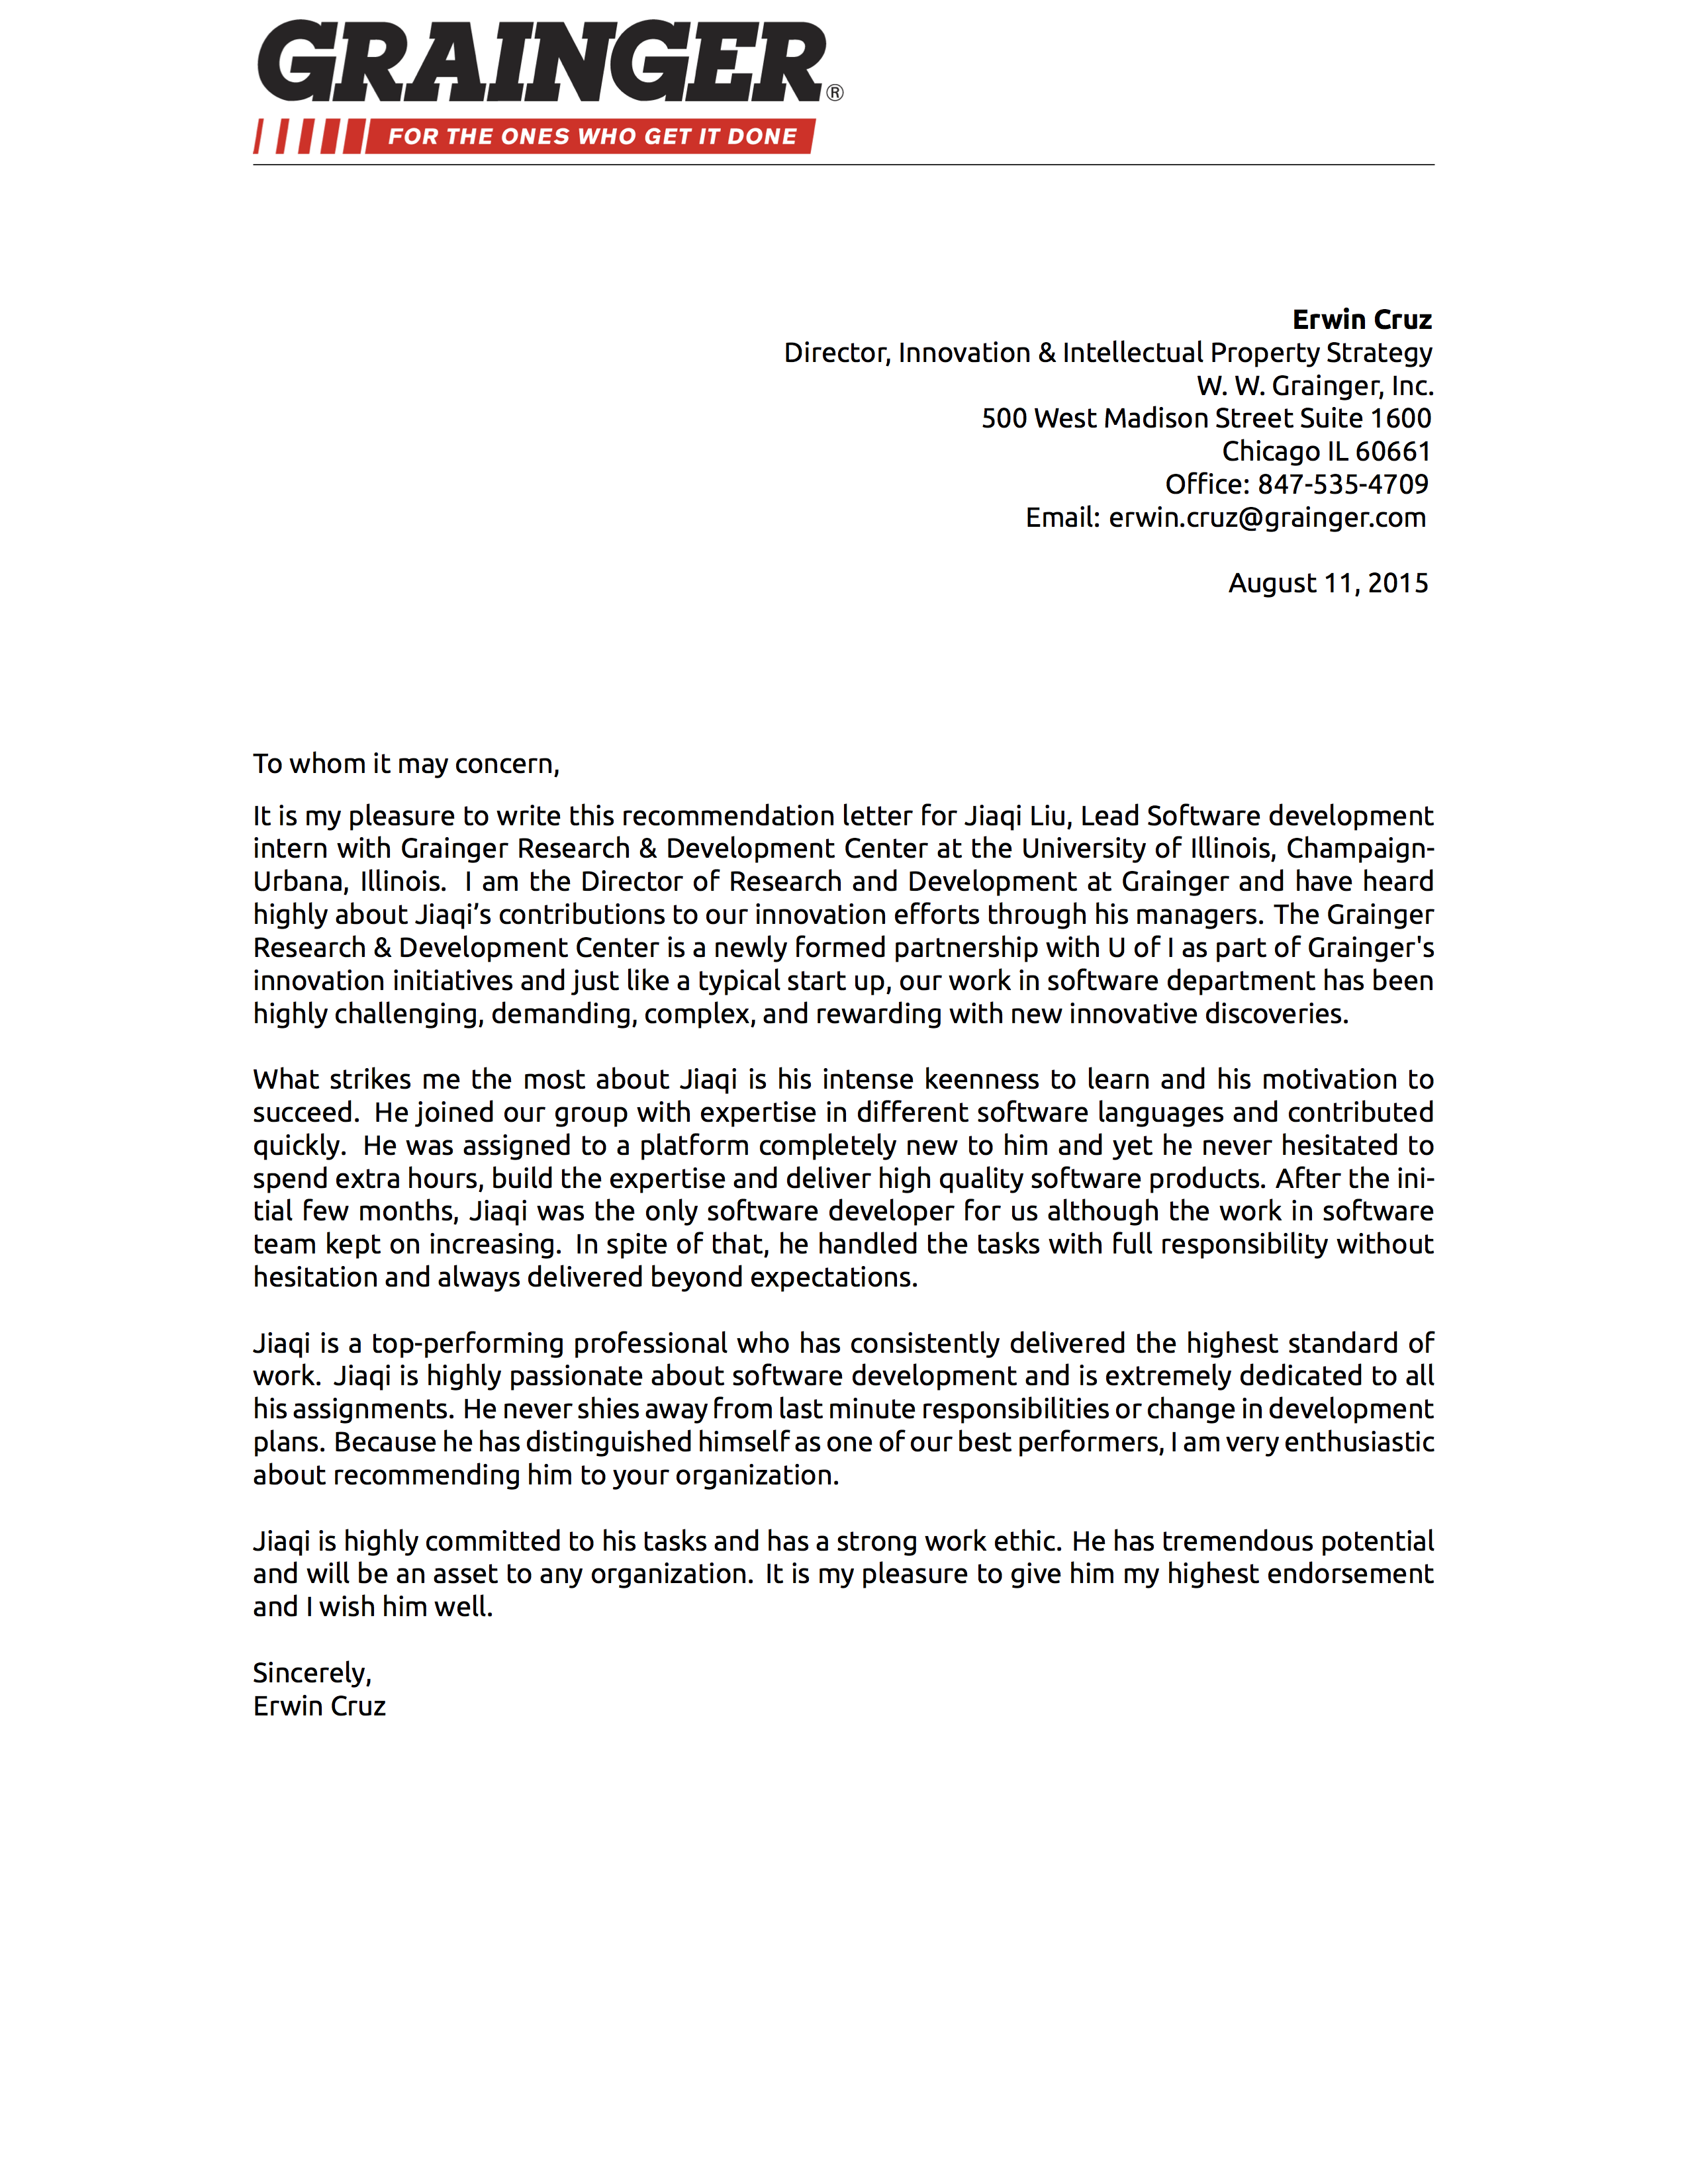 GRAINGER®
FOR THE ONES WHO GET IT DONE
Erwin Cruz
Director, Innovation & Intellectual Property Strategy
W. W. Grainger, Inc.
500 West Madison Street Suite 1600
Chicago IL 60661
Office: 847-535-4709
Email: erwin.cruz@grainger.com
August 11, 2015
To whom it may concern,
It is my pleasure to write this recommendation letter for Jiaqi Liu, Lead Software development
intern with Grainger Research & Development Center at the University of Illinois, Champaign-
Urbana, Illinois. I am the Director of Research and Development at Grainger and have heard
highly about Jiaqi’s contributions to our innovation efforts through his managers. The Grainger
Research & Development Center is a newly formed partnership with U of I as part of Grainger's
innovation initiatives and just like a typical start up, our work in software department has been
highly challenging, demanding, complex, and rewarding with new innovative discoveries.
What strikes me the most about Jiaqi is his intense keenness to learn and his motivation to
succeed. He joined our group with expertise in different software languages and contributed
quickly. He was assigned to a platform completely new to him and yet he never hesitated to
spend extra hours, build the expertise and deliver high quality software products. After the ini-
tial few months, Jiaqi was the only software developer for us although the work in software
team kept on increasing. In spite of that, he handled the tasks with full responsibility without
hesitation and always delivered beyond expectations.
Jiaqi is a top-performing professional who has consistently delivered the highest standard of
work. Jiaqi is highly passionate about software development and is extremely dedicated to all
his assignments. He never shies away from last minute responsibilities or change in development
plans. Because he has distinguished himself as one of our best performers, I am very enthusiastic
about recommending him to your organization.
Jiaqi is highly committed to his tasks and has a strong work ethic. He has tremendous potential
and will be an asset to any organization. It is my pleasure to give him my highest endorsement
and I wish him well.
Sincerely,
Erwin Cruz